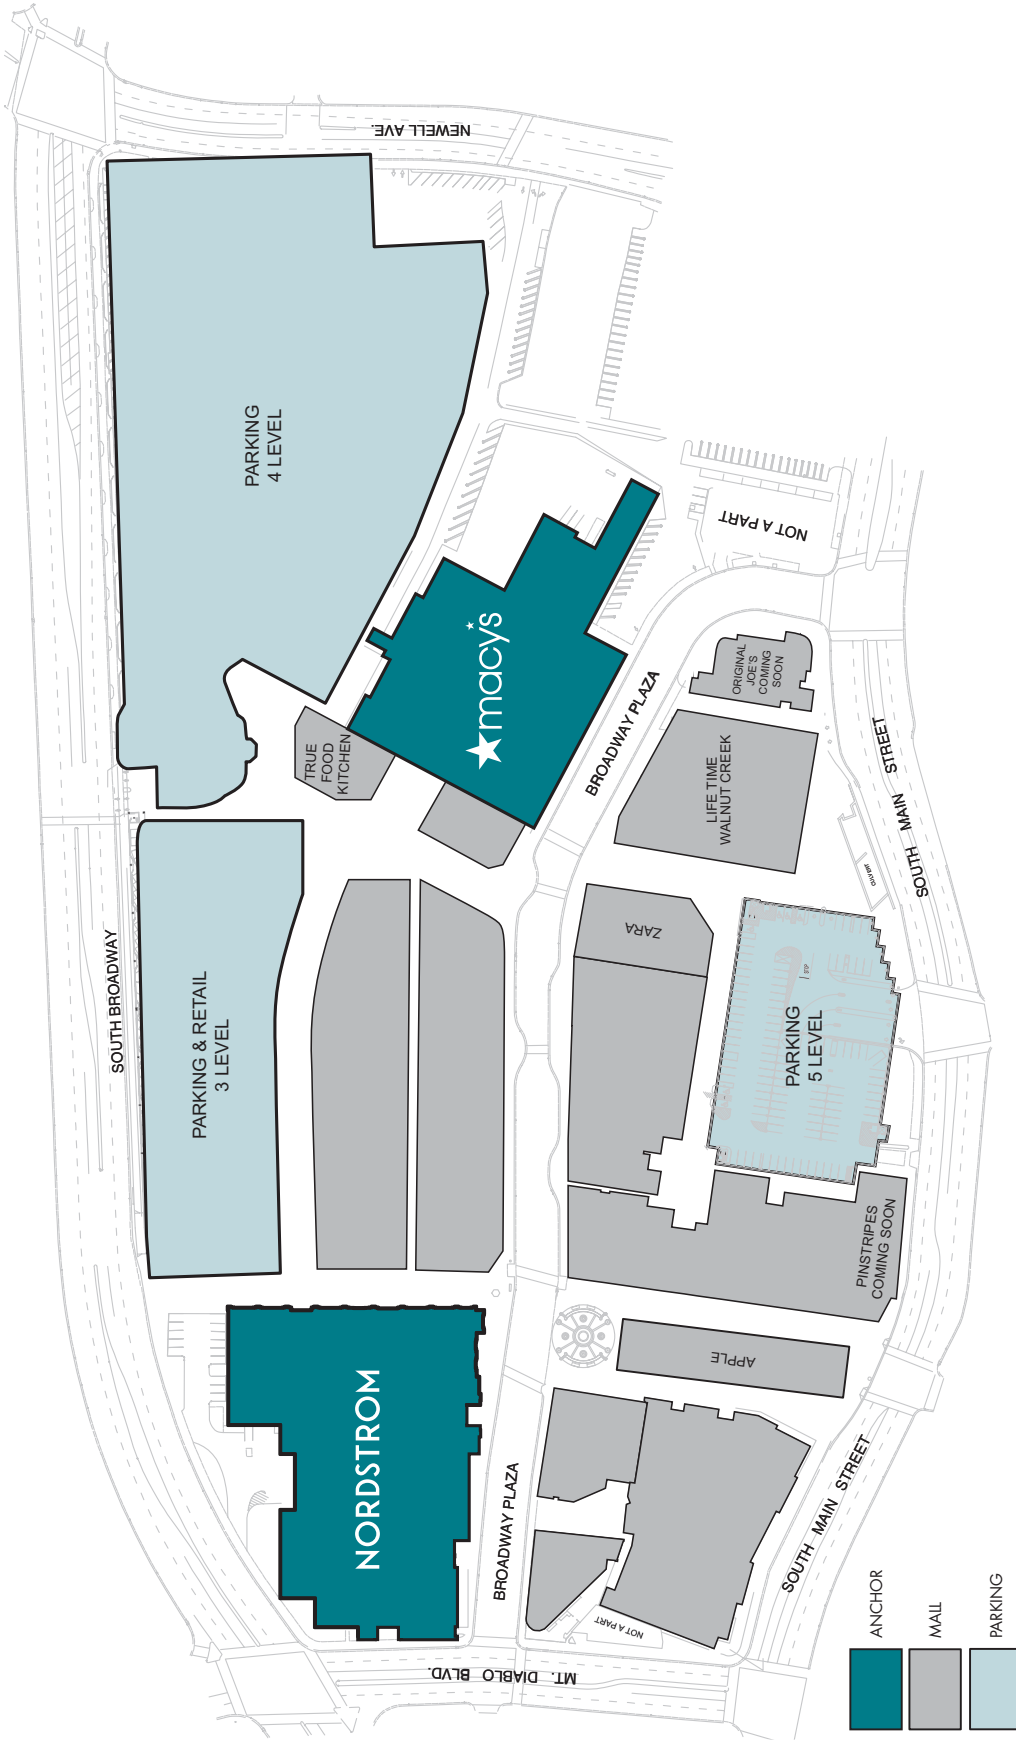 NEWELL AVE.
PARKING
4 LEVEL
NOT A PART
macy's
ORIGINAL
JOE'S
COMING
SOON
TRUE
FOOD
KITCHEN
BROADWAY PLAZA
LIFE TIME
WALNUT CREEK
SOUTH MAIN STREET
CULVERT
ZARA
SOUTH BROADWAY
PARKING & RETAIL
3 LEVEL
PARKING
5 LEVEL
PINSTRIPES
COMING SOON
APPLE
NORDSTROM
BROADWAY PLAZA
SOUTH MAIN STREET
NOT A PART
MT. DIABLO BLVD.
ANCHOR
MALL
PARKING